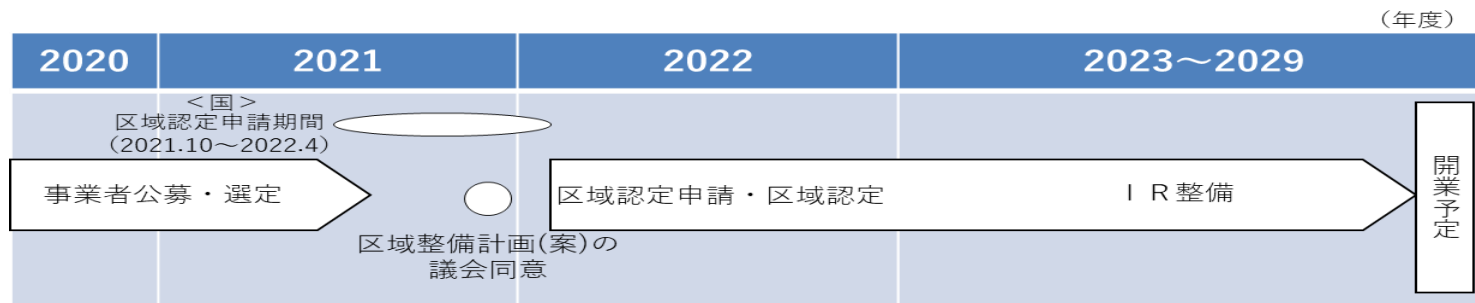 （年度）
2020
2021
2022
2023～2029
＜国＞
区域認定申請期間
（2021.10～2022.4）
事業者公募・選定
区域整備計画(案)の
議会同意
区域認定申請・区域認定
ＩＲ整備
開業予定